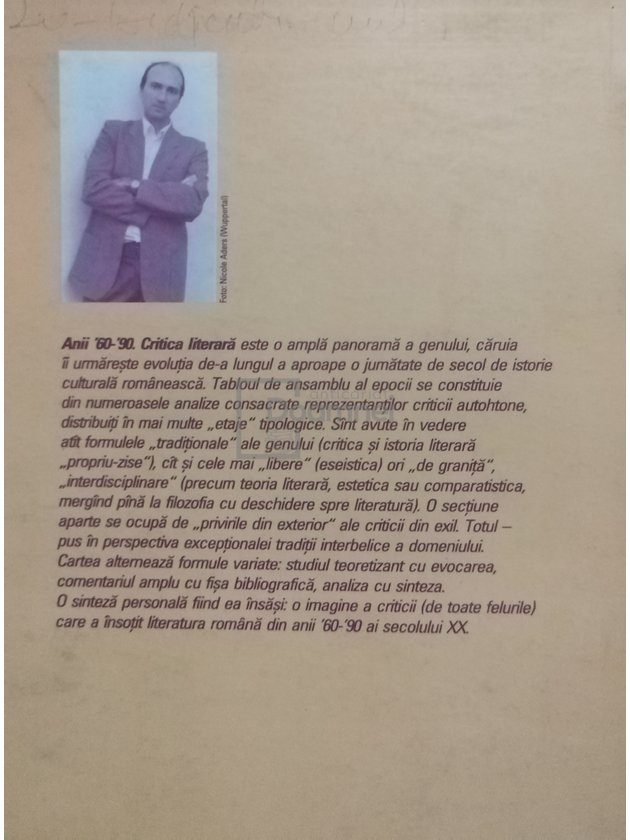 Foto: Nicole Aders (Wuppertal)
Anii '60-'90. Critica literară este o amplă panoramă a genului, căruia
îi urmărește evoluția de-a lungul a aproape o jumătate de secol de istorie
culturală românească. Tabloul de ansamblu al epocii se constituie
din numeroasele analize consacrate reprezentanților criticii autohtone,
distribuiți în mai multe „etaje“ tipologice. Sînt avute în vedere
atît formulele „tradiționale“ ale genului (critica și istoria literară
„propriu-zise“), cît și cele mai „libere“ (eseistica) ori „de graniță“,
„interdisciplinare“ (precum teoria literară, estetica sau comparatistica,
mergînd pînă la filozofia cu deschidere spre literatură). O secțiune
aparte se ocupă de „privirile din exterior“ ale criticii din exil. Totul –
pus în perspectiva excepționalei tradiții interbelice a domeniului.
Cartea alternează formule variate: studiul teoretizant cu evocarea,
comentariul amplu cu fișa bibliografică, analiza cu sinteza.
O sinteză personală fiind ea însăși: o imagine a criticii (de toate felurile)
care a însoțit literatura română din anii '60-'90 ai secolului XX.